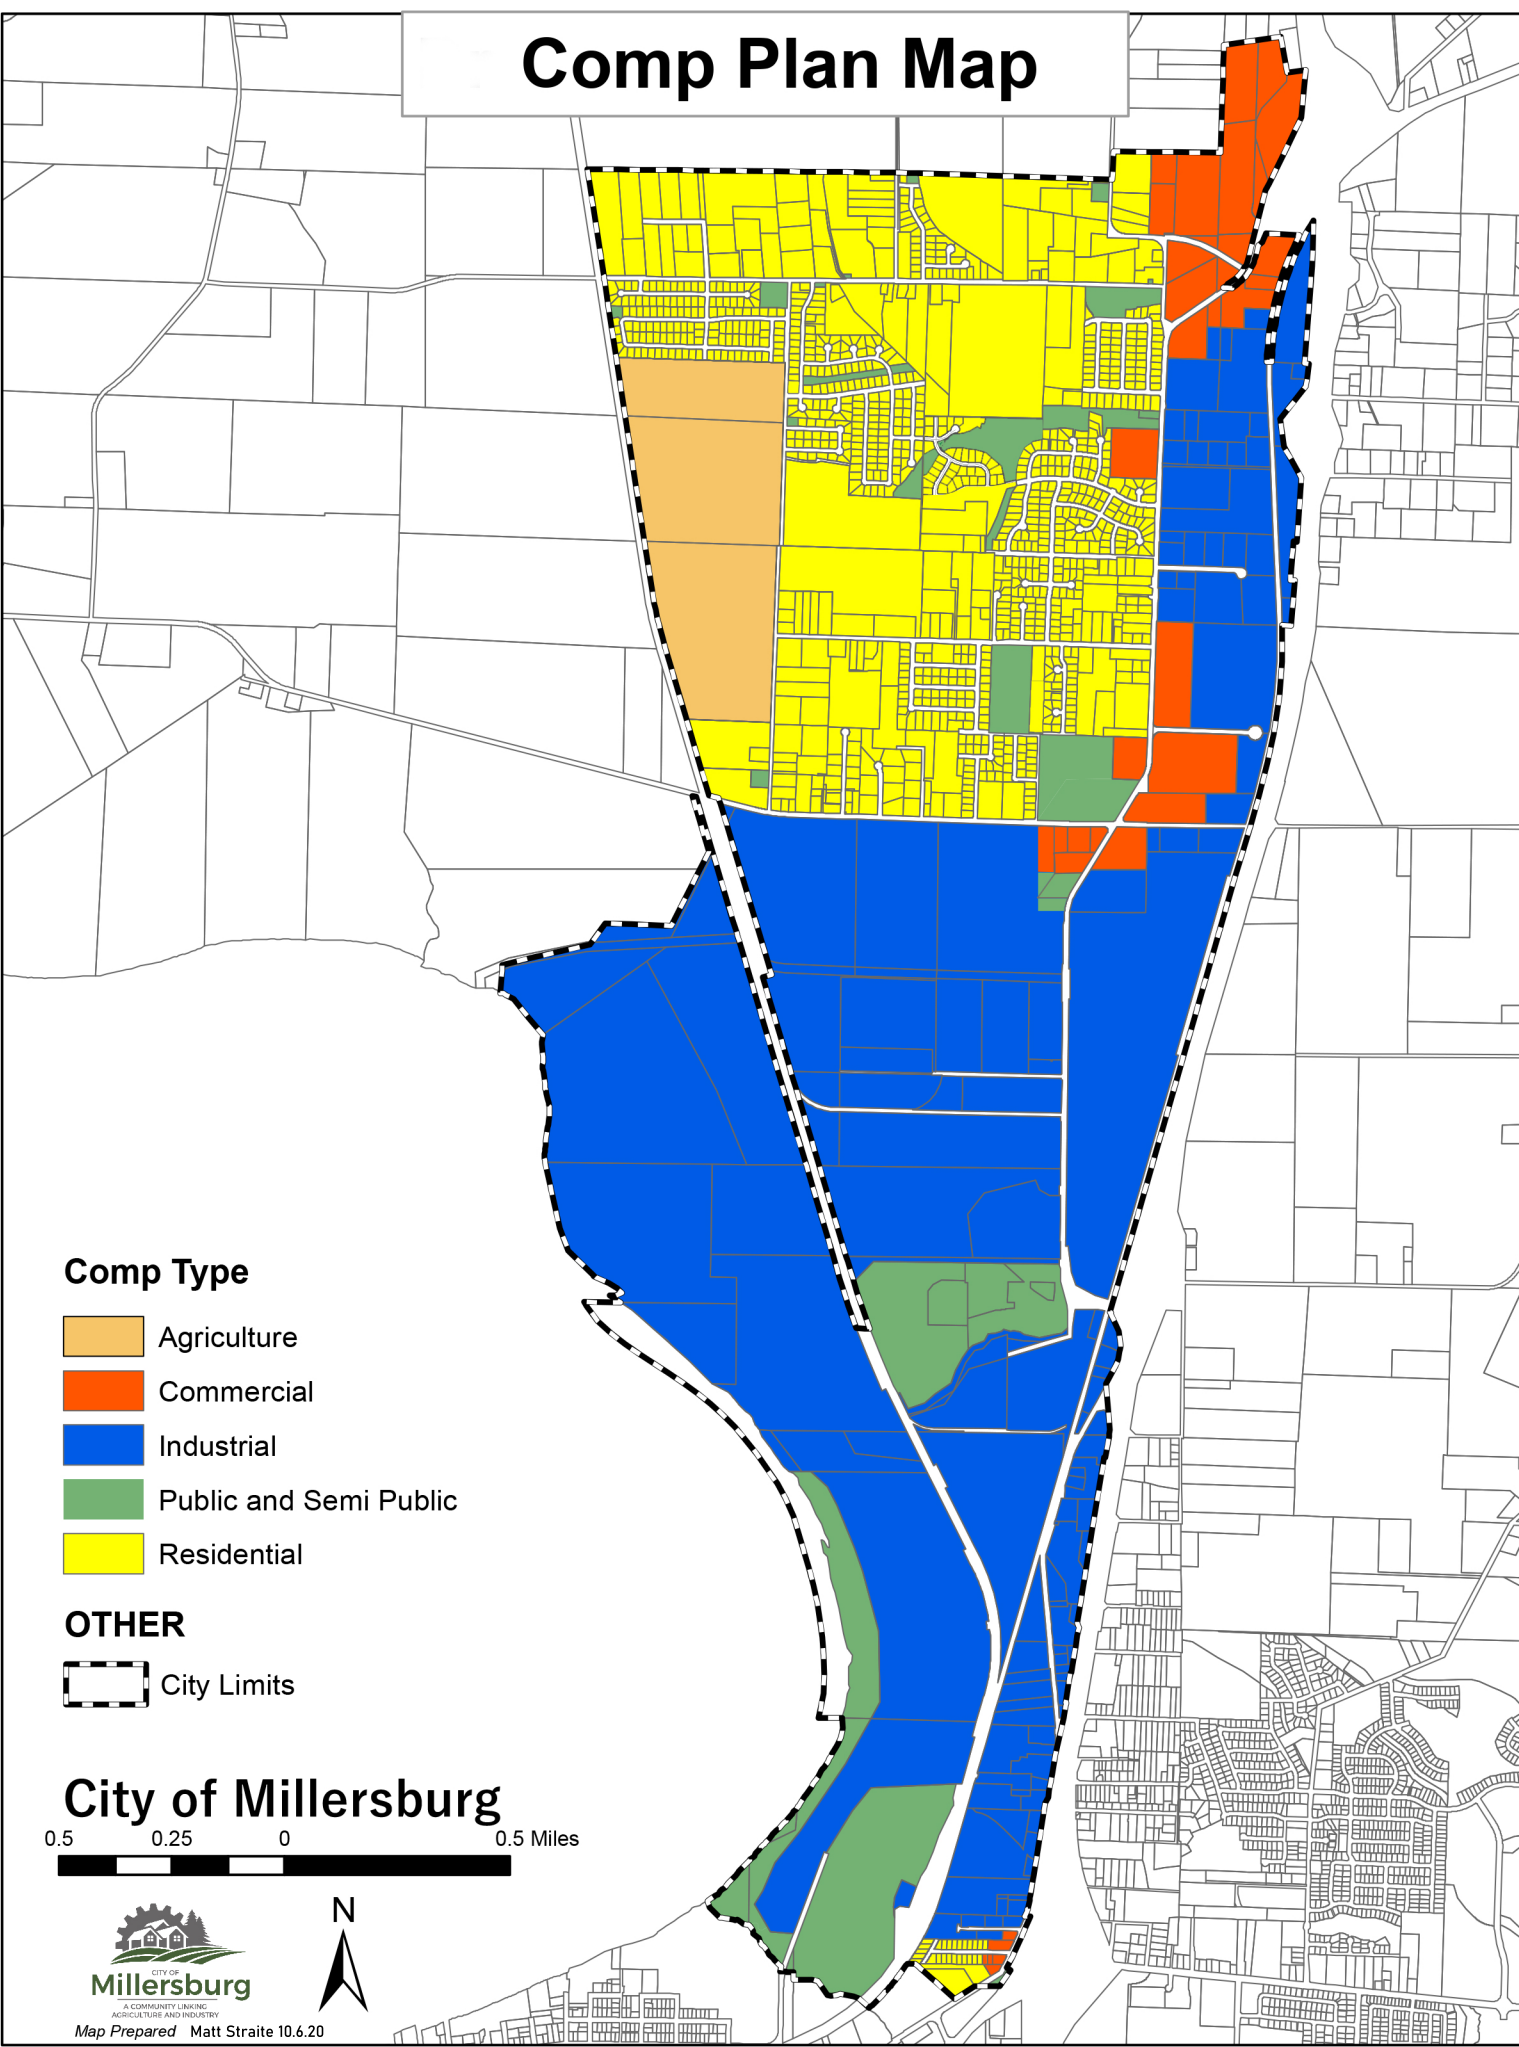 Comp Plan Map
Comp Type
Agriculture
Commercial
Industrial
Public and Semi Public
Residential
OTHER
City Limits
City of Millersburg
0.5 0.25 0 0.5 Miles
N
CITY OF
Millersburg
A COMMUNITY LINKING
AGRICULTURE AND INDUSTRY
Map Prepared Matt Straite 10.6.20